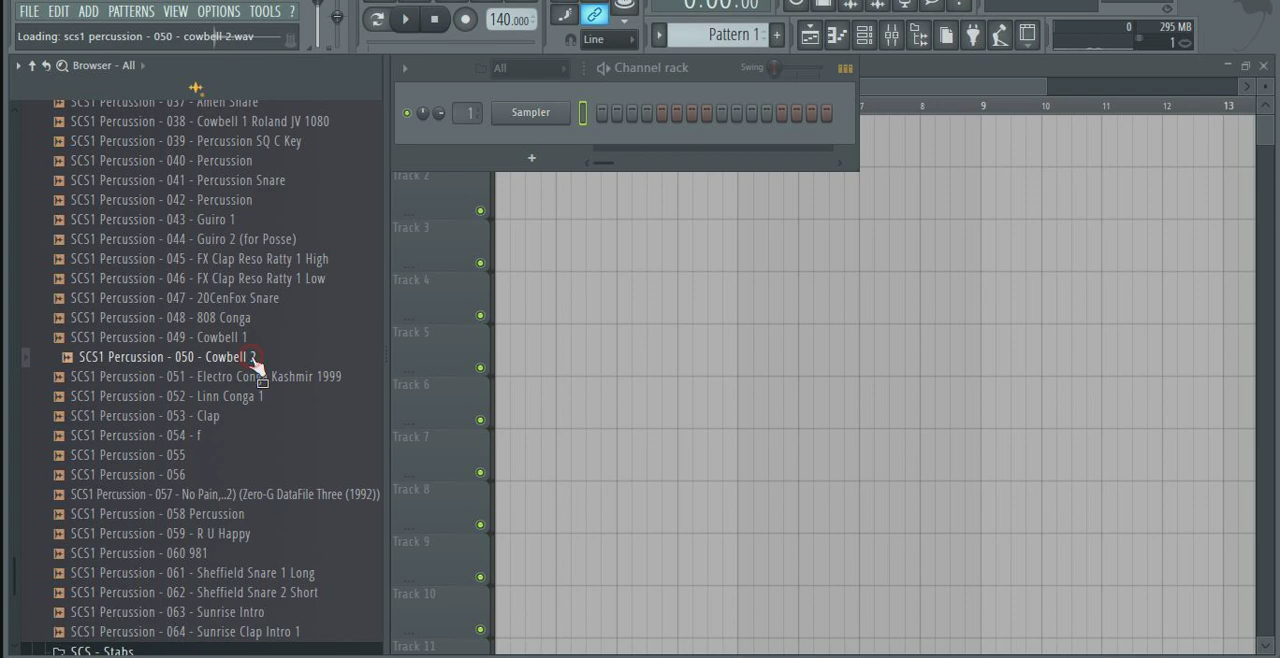 FILE EDIT ADD PATTERNS VIEW OPTIONS TOOLS ?
Loading: scs1 percussion - 050 - cowbell 2.wav
140.000
Line
Pattern 1
+
0
295 MB
1
Browser - All
All
Channel rack
Swing
1
Sampler
+
7
8
9
10
11
12
13
SCS1 Percussion - 037 - Amen Snare
SCS1 Percussion - 038 - Cowbell 1 Roland JV 1080
SCS1 Percussion - 039 - Percussion SQ C Key
SCS1 Percussion - 040 - Percussion
SCS1 Percussion - 041 - Percussion Snare
SCS1 Percussion - 042 - Percussion
SCS1 Percussion - 043 - Guiro 1
SCS1 Percussion - 044 - Guiro 2 (for Posse)
SCS1 Percussion - 045 - FX Clap Reso Ratty 1 High
SCS1 Percussion - 046 - FX Clap Reso Ratty 1 Low
SCS1 Percussion - 047 - 20CenFox Snare
SCS1 Percussion - 048 - 808 Conga
SCS1 Percussion - 049 - Cowbell 1
SCS1 Percussion - 050 - Cowbell 2
SCS1 Percussion - 051 - Electro Conga Kashmir 1999
SCS1 Percussion - 052 - Linn Conga 1
SCS1 Percussion - 053 - Clap
SCS1 Percussion - 054 - f
SCS1 Percussion - 055
SCS1 Percussion - 056
SCS1 Percussion - 057 - No Pain,...2) (Zero-G DataFile Three (1992))
SCS1 Percussion - 058 Percussion
SCS1 Percussion - 059 - R U Happy
SCS1 Percussion - 060 981
SCS1 Percussion - 061 - Sheffield Snare 1 Long
SCS1 Percussion - 062 - Sheffield Snare 2 Short
SCS1 Percussion - 063 - Sunrise Intro
SCS1 Percussion - 064 - Sunrise Clap Intro 1
SCS - Stabs
Track 2
Track 3
Track 4
Track 5
Track 6
Track 7
Track 8
Track 9
Track 10
Track 11